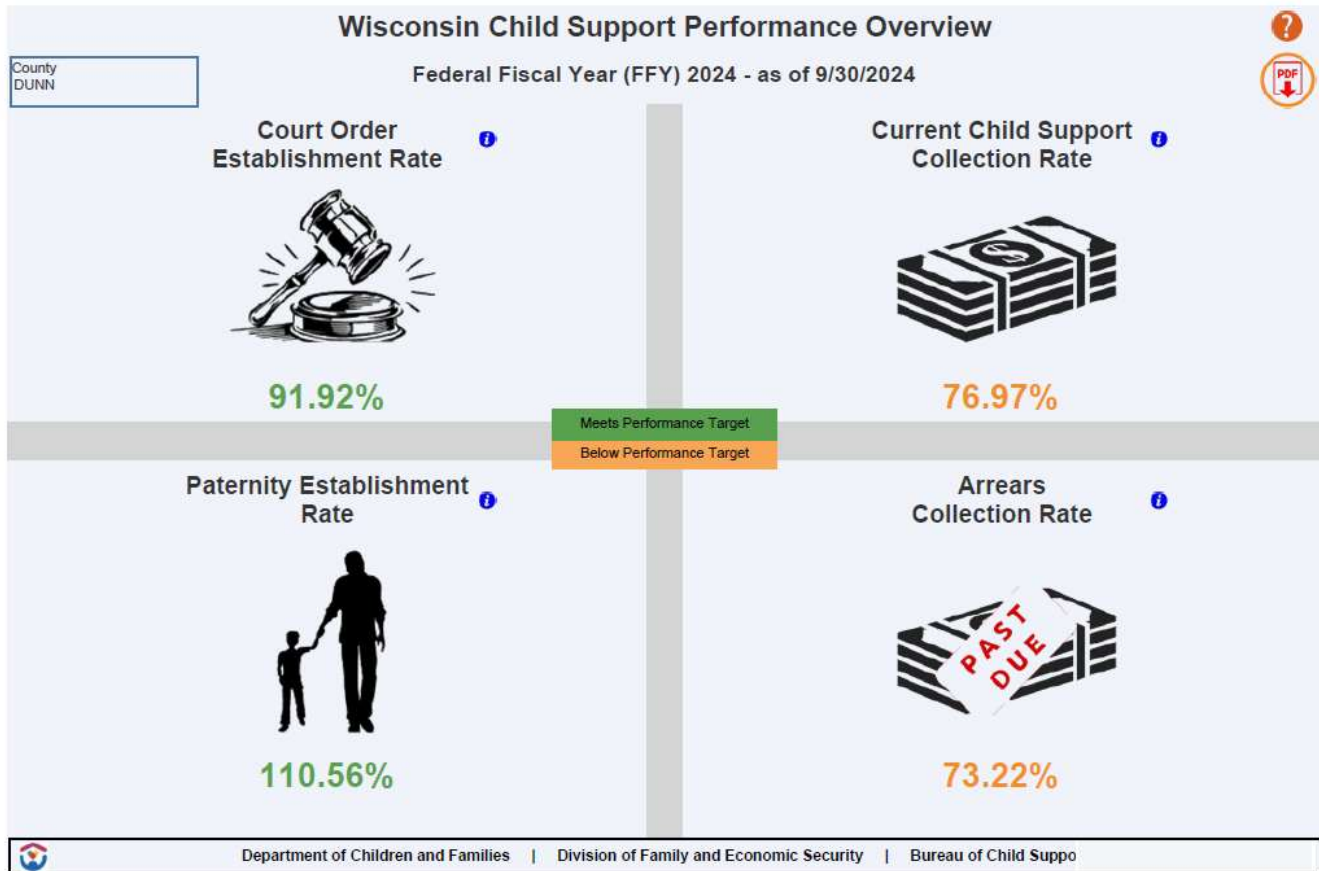 Wisconsin Child Support Performance Overview
?
County
DUNN
Federal Fiscal Year (FFY) 2024 - as of 9/30/2024
PDF
Court Order
Establishment Rate
i
Current Child Support
Collection Rate
i
$
91.92%
76.97%
Meets Performance Target
Below Performance Target
Paternity Establishment
Rate
i
Arrears
Collection Rate
i
PAST
DUE
110.56%
73.22%
Department of Children and Families | Division of Family and Economic Security | Bureau of Child Suppo